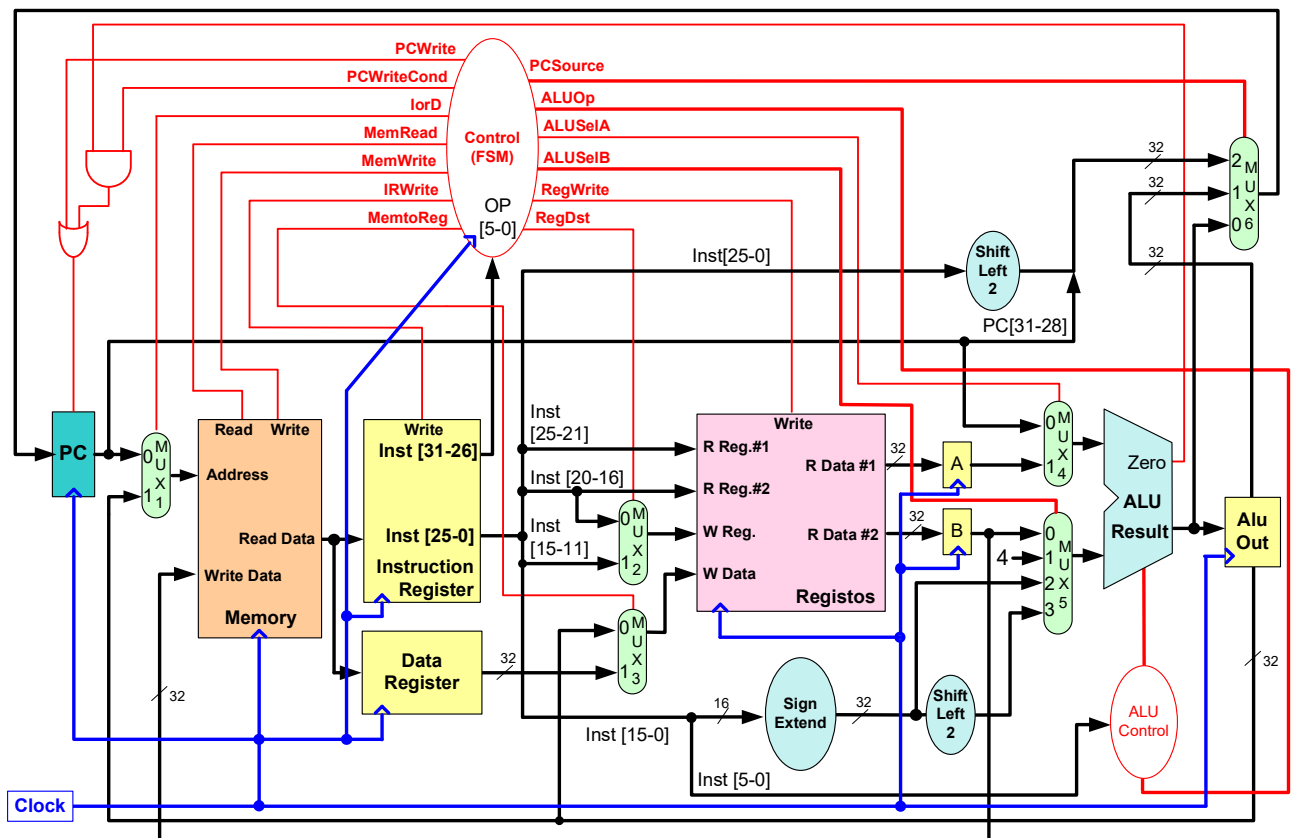 PCWrite
PCWriteCond
IorD
MemRead
MemWrite
IRWrite
MemtoReg
Control
(FSM)
OP
[5-0]
PCSource
ALUOp
ALUSelA
ALUSelB
RegWrite
RegDst
32
32
32
2
1
0
M
U
X
6
Inst[25-0]
Shift
Left
2
PC[31-28]
PC
0
1
M
U
X
1
Read
Write
Address
Read Data
Write Data
Memory
32
Write
Inst [31-26]
Inst [25-0]
Instruction
Register
Data
Register
32
Inst
[25-21]
Inst [20-16]
Inst
[15-11]
0
1
M
U
X
2
0
1
M
U
X
3
Write
R Reg.#1
R Reg.#2
W Reg.
W Data
R Data #1
R Data #2
Registos
32
32
A
B
0
1
M
U
X
4
4
0
1
2
3
M
U
X
5
Zero
ALU
Result
Alu
Out
32
Inst [15-0]
16
Sign
Extend
32
Shift
Left
2
Inst [5-0]
ALU
Control
Clock